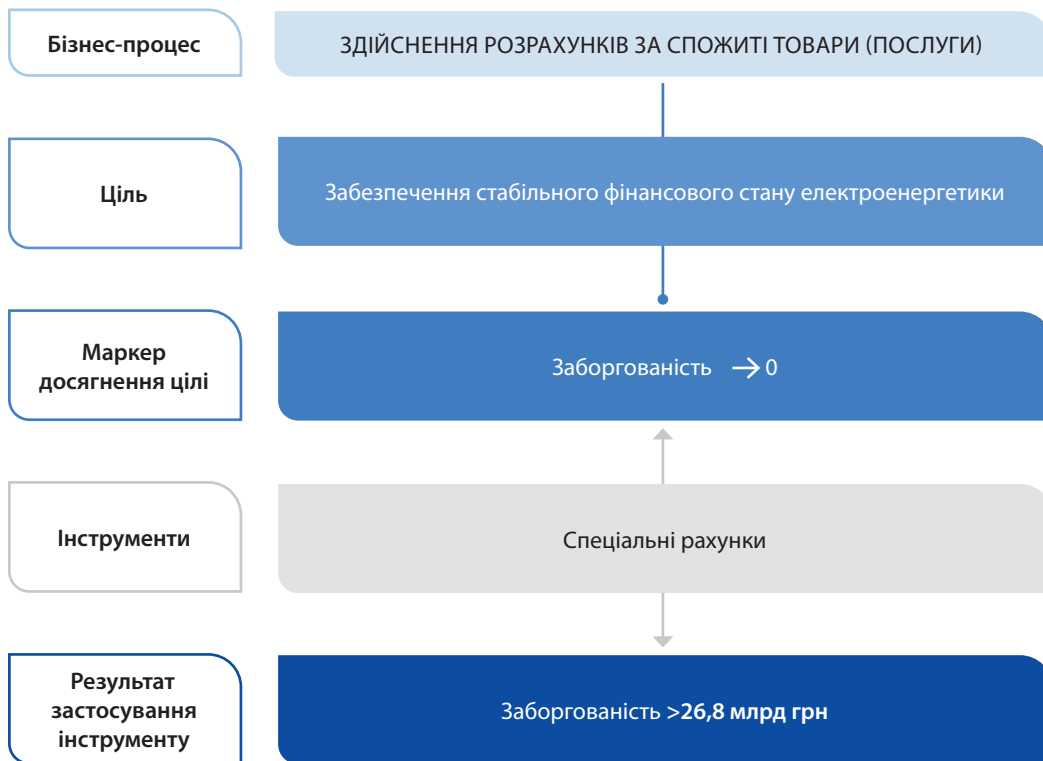 Бізнес-процес
ЗДІЙСНЕННЯ РОЗРАХУНКІВ ЗА СПОЖИТІ ТОВАРИ (ПОСЛУГИ)
Ціль
Забезпечення стабільного фінансового стану електроенергетики
Маркер
досягнення цілі
Заборгованість → 0
Інструменти
Спеціальні рахунки
Результат
застосування
інструменту
Заборгованість >26,8 млрд грн